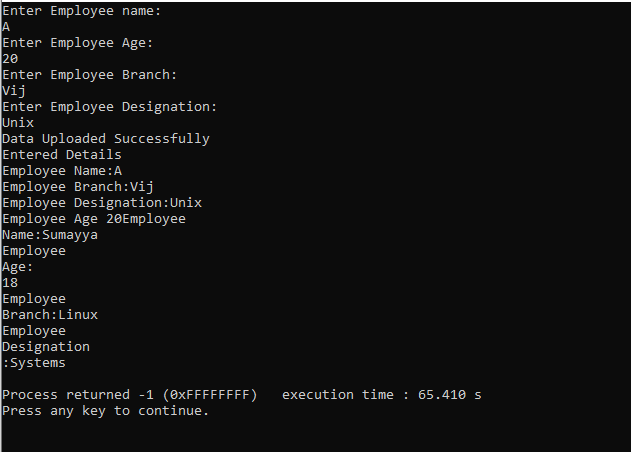 Enter Employee name:
A
Enter Employee Age:
20
Enter Employee Branch:
Vij
Enter Employee Designation:
Unix
Data Uploaded Successfully
Entered Details
Employee Name:A
Employee Branch:Vij
Employee Designation:Unix
Employee Age 20Employee
Name:Sumayya
Employee
Age:
18
Employee
Branch:Linux
Employee
Designation
:Systems
Process returned -1 (0xFFFFFFFF)   execution time : 65.410 s
Press any key to continue.